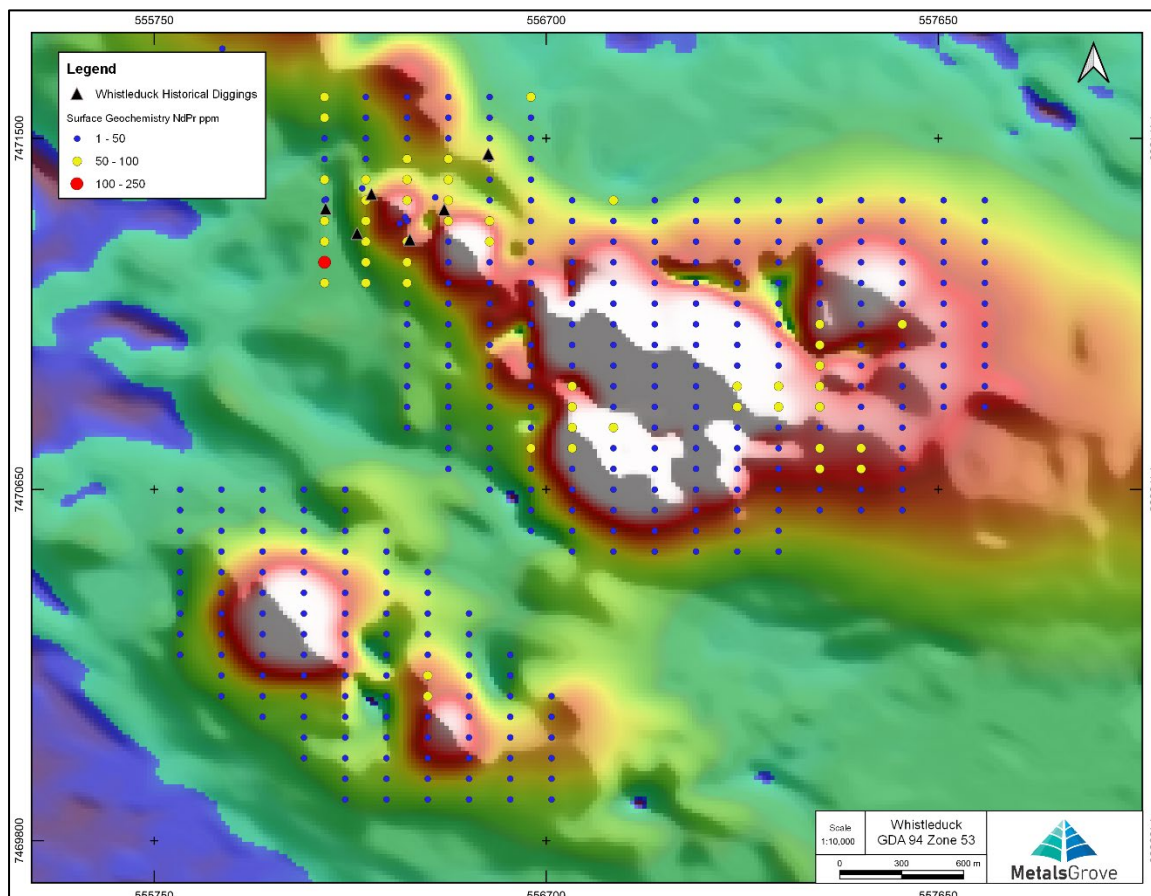 555750 556700 557650
Legend
Whistleduck Historical Diggings
Surface Geochemistry NdPr ppm
1 - 50
50 - 100
100 - 250
7471500
7470650
7469800
Scale
1:10,000
Whistleduck
GDA 94 Zone 53
0 300 600 m
MetalsGrove
555750 556700 557650